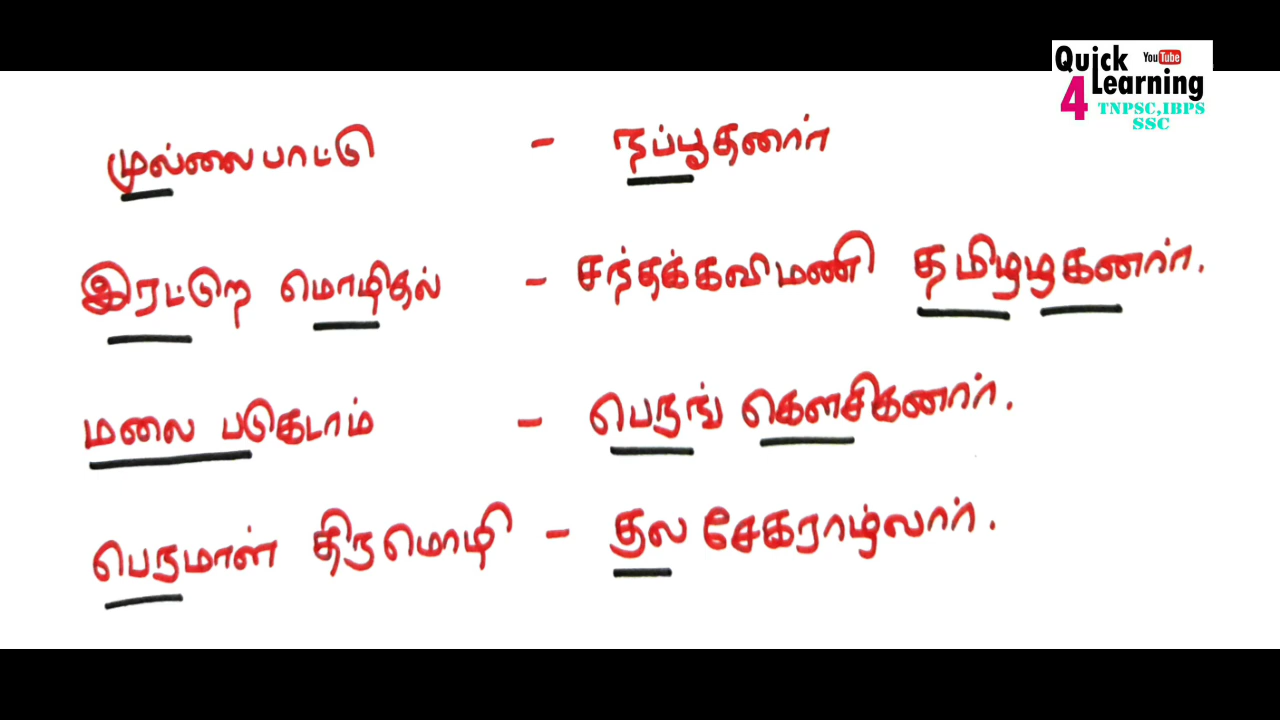 Quick YouTube
4 Learning
TNPSC,IBPS
SSC
முல்லைபாட்டு - நப்பூதனார்
இரட்டுற மொழிதல் - சந்தக்கவிமணி தமிழழகனார்.
மலை படுகடாம் - பெருங் கௌசிகனார்.
பெருமாள் திருமொழி - குல சேகராழ்வார்.